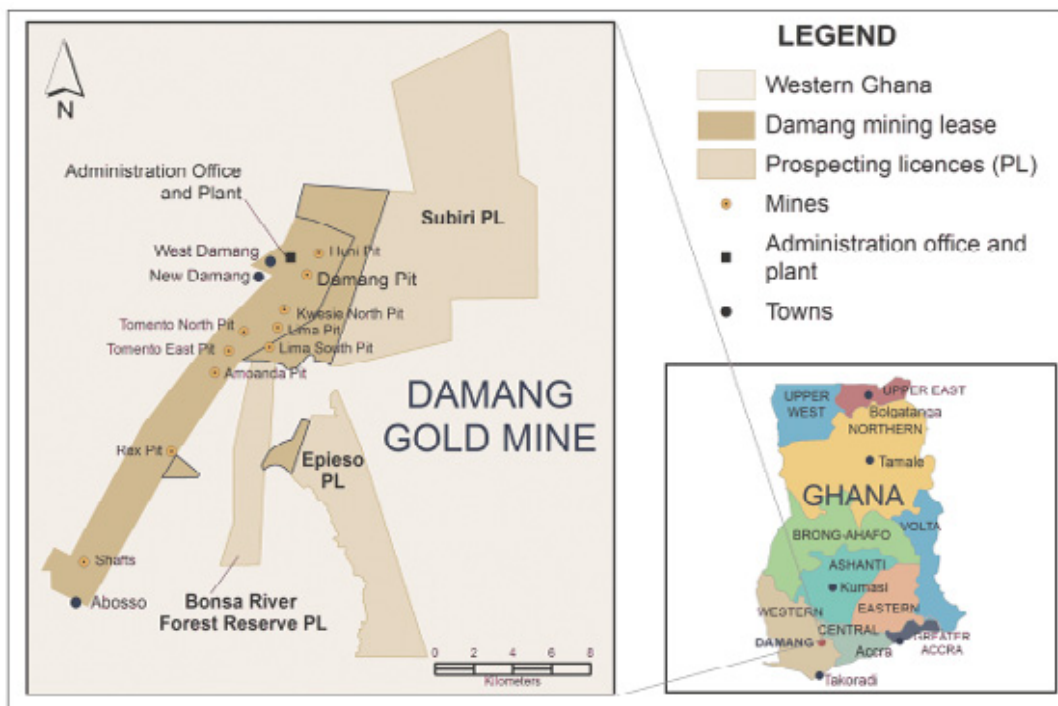 LEGEND
Western Ghana
Damang mining lease
Prospecting licences (PL)
Mines
Administration office and
plant
Towns
N
Administration Office
and Plant
Subiri PL
West Damang
New Damang
Huni Pit
Damang Pit
Kwesie North Pit
Tomento North Pit
Lima Pit
Tomento East Pit
Lima South Pit
Amoanda Pit
DAMANG
GOLD MINE
Rex Pit
Epieso
PL
Shafts
Abosso
Bonsa River
Forest Reserve PL
0 2 4 6 8
Kilometers
UPPER
WEST
UPPER EAST
Bolgatanga
NORTHERN
Tamale
GHANA
VOLTA
BRONG-AHAFO
ASHANTI
Kumasi
WESTERN
EASTERN
CENTRAL
DAMANG
GREATER
ACCRA
Accra
Takoradi